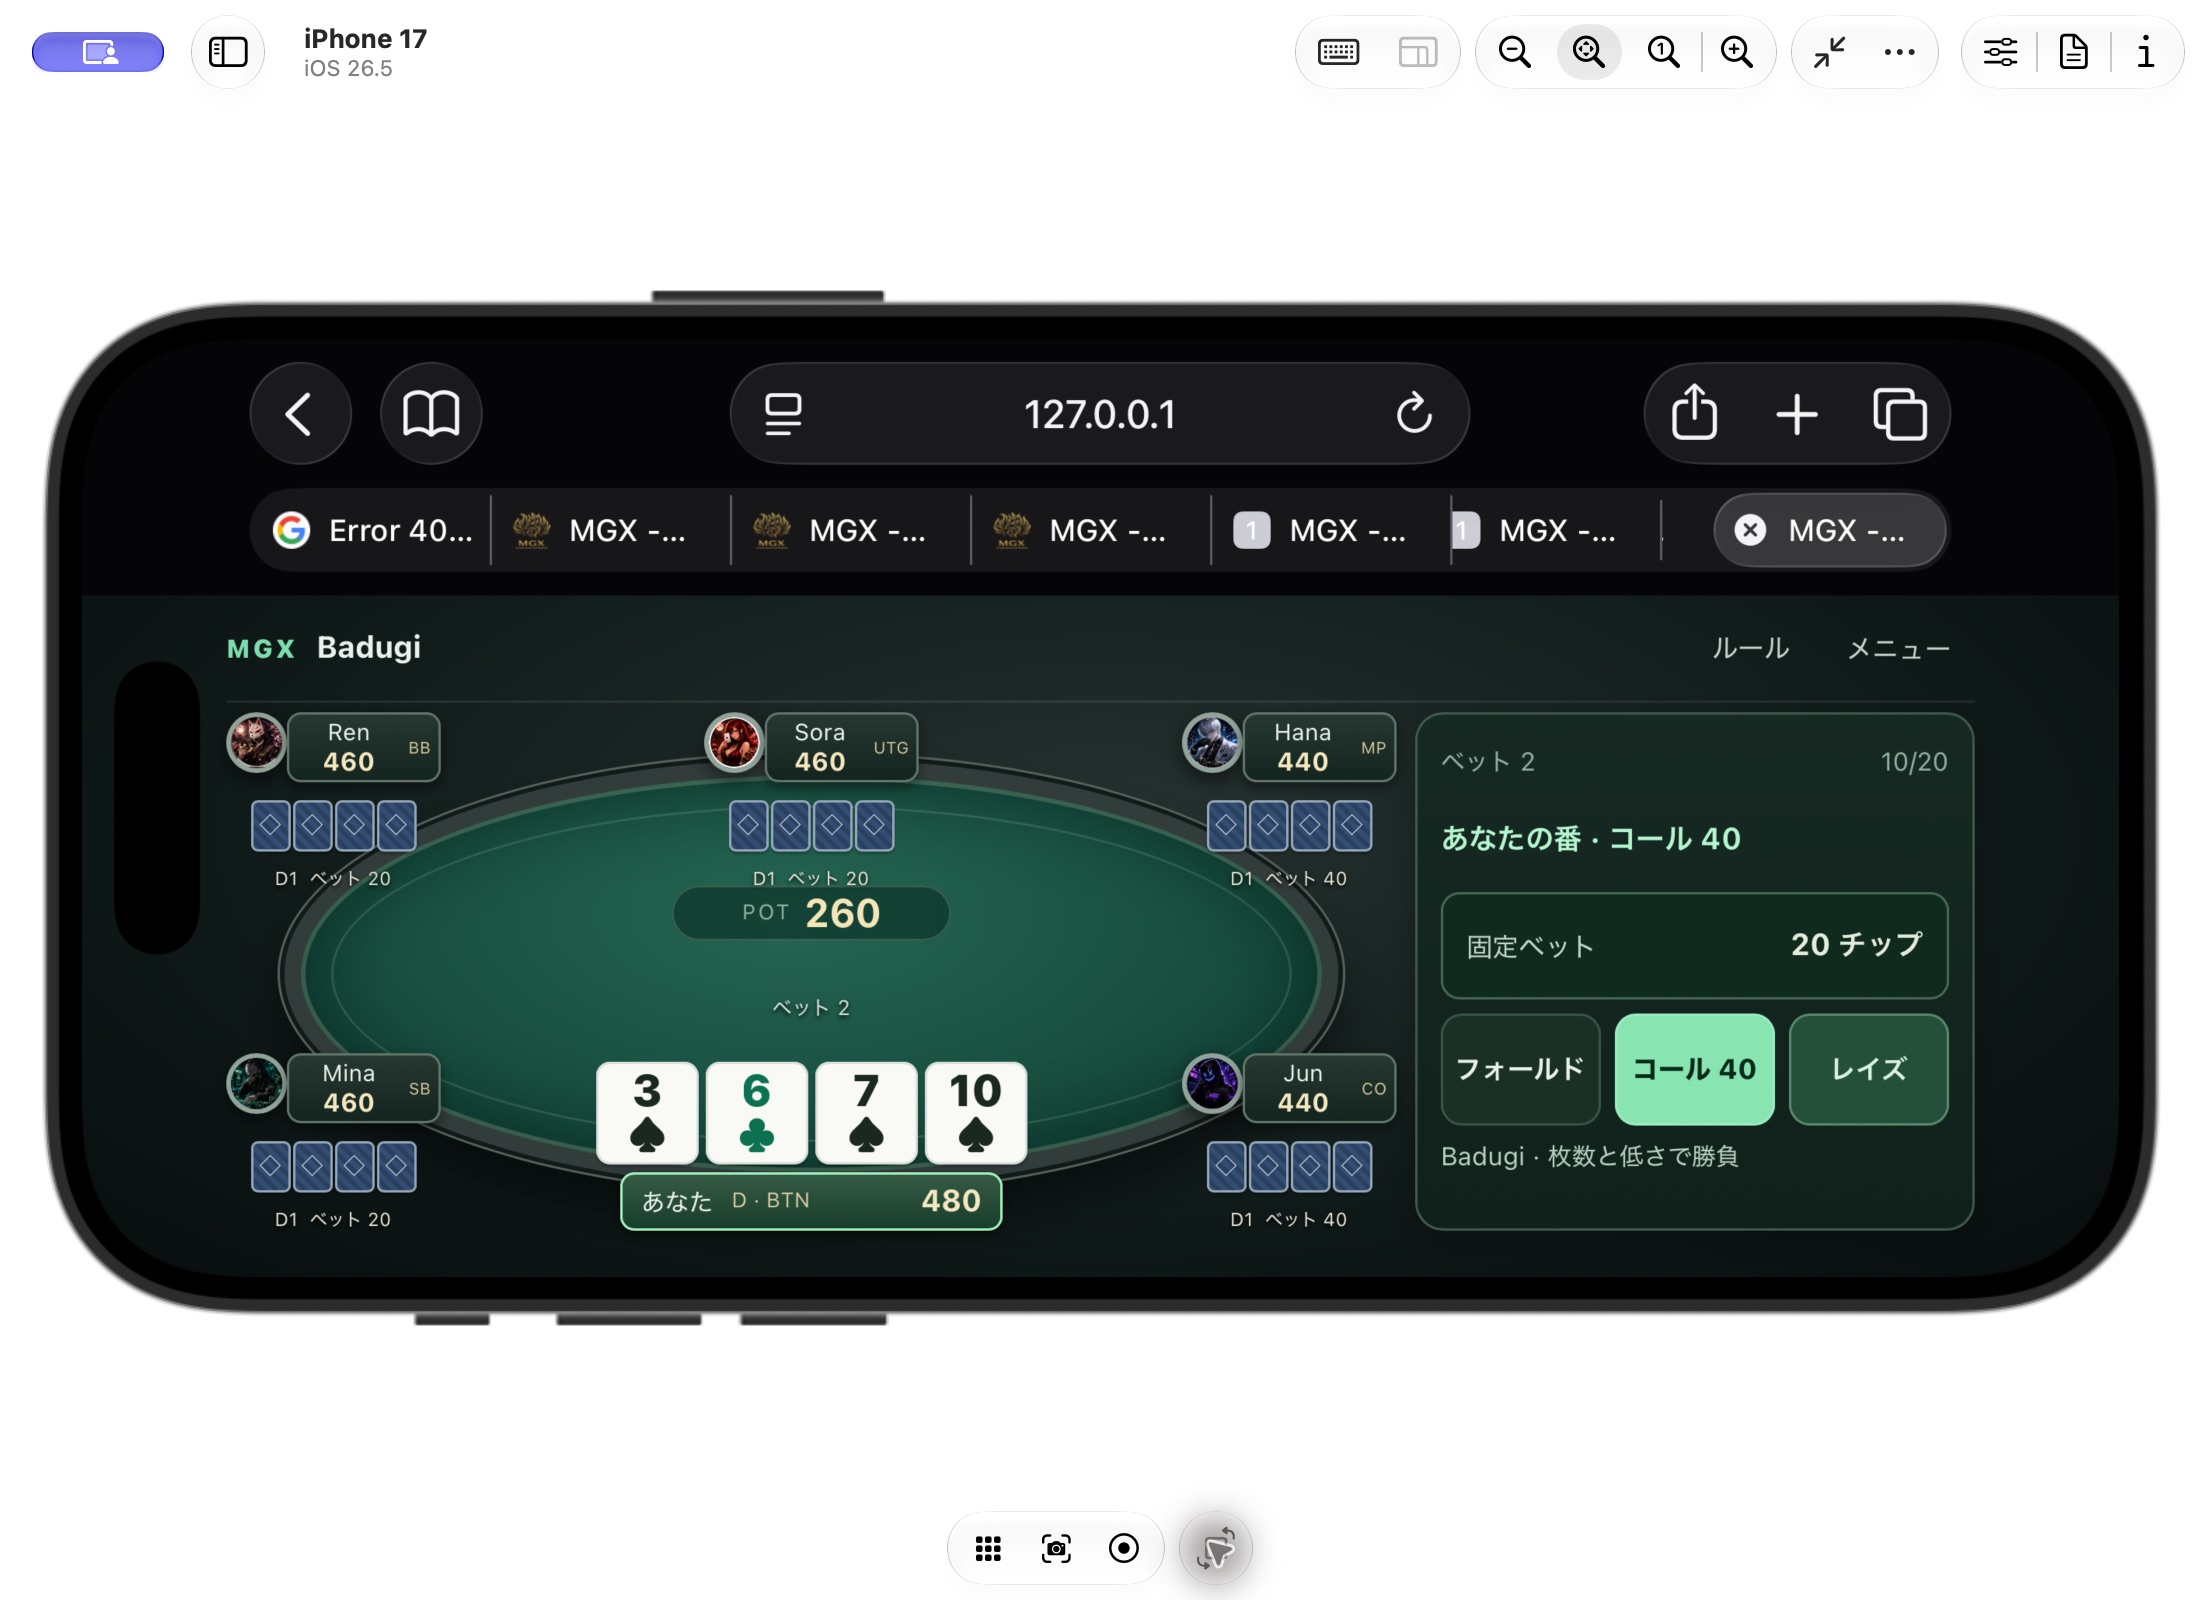 iPhone 17
iOS 26.5
127.0.0.1
Error 40...
MGX -...
MGX -...
MGX -...
1 MGX -...
1 MGX -...
MGX -...
MGX Badugi
ルール メニュー
Ren
460
BB
Sora
460
UTG
Hana
440
MP
D1 ベット 20
D1 ベット 20
D1 ベット 40
POT 260
ベット 2
Mina
460
SB
Jun
440
CO
3
6
7
10
あなた D · BTN 480
D1 ベット 20
D1 ベット 40
ベット 2 10/20
あなたの番 · コール 40
固定ベット 20 チップ
フォールド
コール 40
レイズ
Badugi · 枚数と低さで勝負